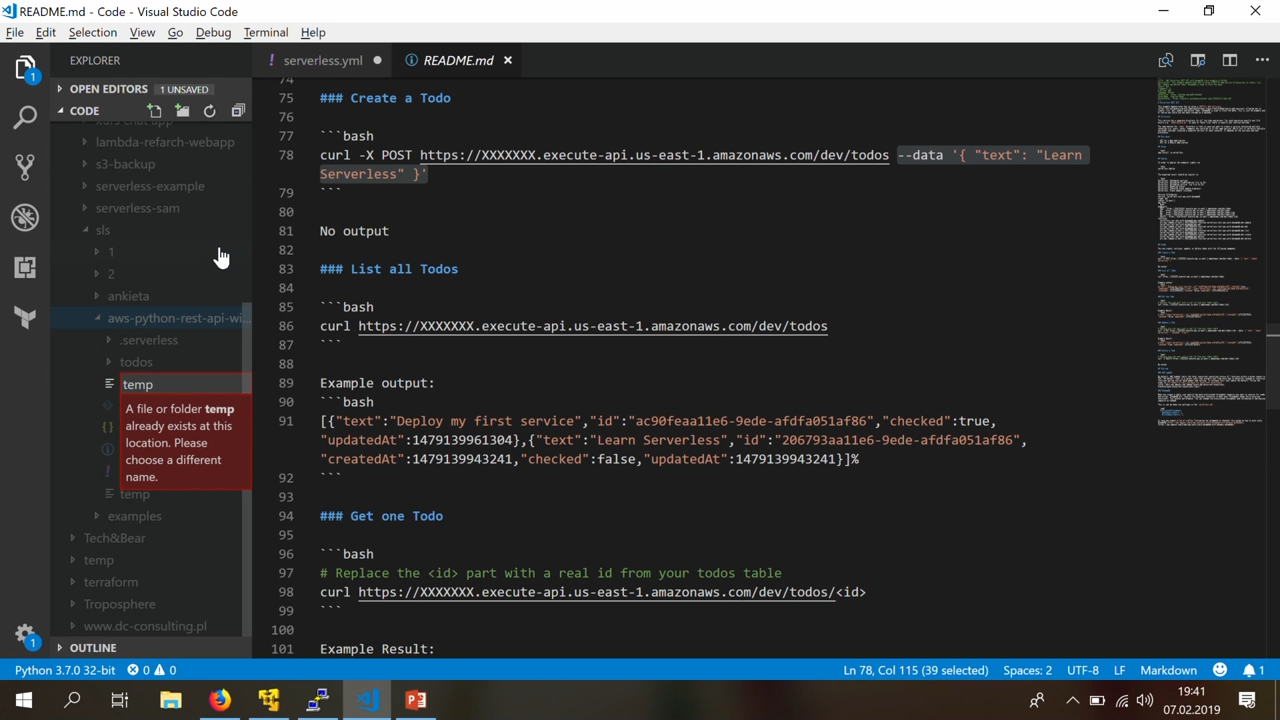 README.md - Code - Visual Studio Code
File Edit Selection View Go Debug Terminal Help
EXPLORER
! serverless.yml
README.md
1
OPEN EDITORS 1 UNSAVED
CODE
lambda-refarch-webapp
s3-backup
serverless-example
serverless-sam
sls
1
2
ankieta
aws-python-rest-api-wi...
.serverless
todos
temp
A file or folder temp
already exists at this
location. Please
choose a different
name.
temp
examples
Tech&Bear
temp
terraform
Troposphere
www.dc-consulting.pl
OUTLINE
1
74
75 ### Create a Todo
76
77 ```bash
78 curl -X POST https://XXXXXXX.execute-api.us-east-1.amazonaws.com/dev/todos --data '{ "text": "Learn
Serverless" }'
79 ```
80
81 No output
82
83 ### List all Todos
84
85 ```bash
86 curl https://XXXXXXX.execute-api.us-east-1.amazonaws.com/dev/todos
87 ```
88
89 Example output:
90 ```bash
91 [{"text":"Deploy my first service","id":"ac90feaa11e6-9ede-afdfa051af86","checked":true,
"updatedAt":1479139961304},{"text":"Learn Serverless","id":"206793aa11e6-9ede-afdfa051af86",
"createdAt":1479139943241,"checked":false,"updatedAt":1479139943241}]%
92 ```
93
94 ### Get one Todo
95
96 ```bash
97 # Replace the <id> part with a real id from your todos table
98 curl https://XXXXXXX.execute-api.us-east-1.amazonaws.com/dev/todos/<id>
99 ```
100
101 Example Result:
Python 3.7.0 32-bit 0 0 Ln 78, Col 115 (39 selected) Spaces: 2 UTF-8 LF Markdown 1
19:41
07.02.2019